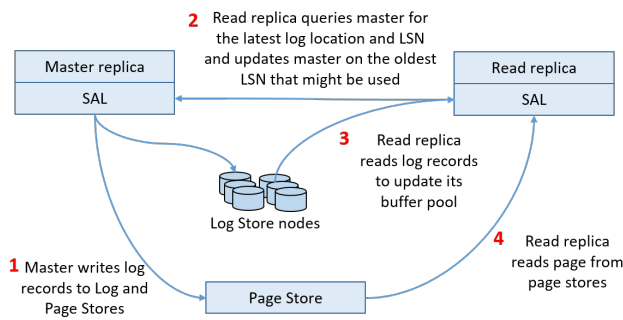 2 Read replica queries master for
the latest log location and LSN
and updates master on the oldest
LSN that might be used
Master replica
SAL
Read replica
SAL
3 Read replica
reads log records
to update its
buffer pool
Log Store nodes
4 Read replica
reads page from
page stores
1 Master writes log
records to Log and
Page Stores
Page Store